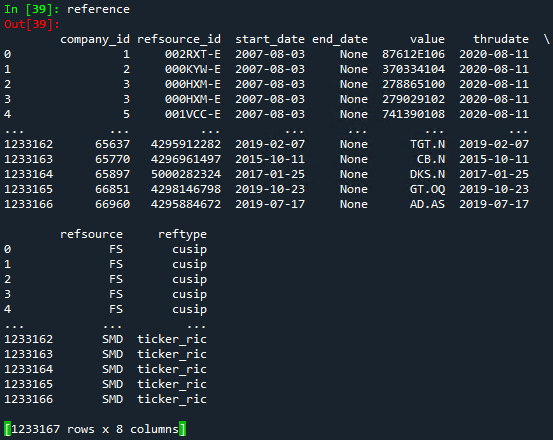 In [39]: reference
Out[39]:
company_id refsource_id start_date end_date value thrudate \
0 1 002RXT-E 2007-08-03 None 87612E106 2020-08-11
1 2 000KYW-E 2007-08-03 None 370334104 2020-08-11
2 3 000HXM-E 2007-08-03 None 278865100 2020-08-11
3 3 000HXM-E 2007-08-03 None 279029102 2020-08-11
4 5 001VCC-E 2007-08-03 None 741390108 2020-08-11
... ... ... ... ... ... ...
1233162 65637 4295912282 2019-02-07 None TGT.N 2019-02-07
1233163 65770 4296961497 2015-10-11 None CB.N 2015-10-11
1233164 65897 5000282324 2017-01-25 None DKS.N 2017-01-25
1233165 66851 4298146798 2019-10-23 None GT.OQ 2019-10-23
1233166 66960 4295884672 2019-07-17 None AD.AS 2019-07-17
refsource reftype
0 FS cusip
1 FS cusip
2 FS cusip
3 FS cusip
4 FS cusip
... ... ...
1233162 SMD ticker_ric
1233163 SMD ticker_ric
1233164 SMD ticker_ric
1233165 SMD ticker_ric
1233166 SMD ticker_ric
[1233167 rows x 8 columns]